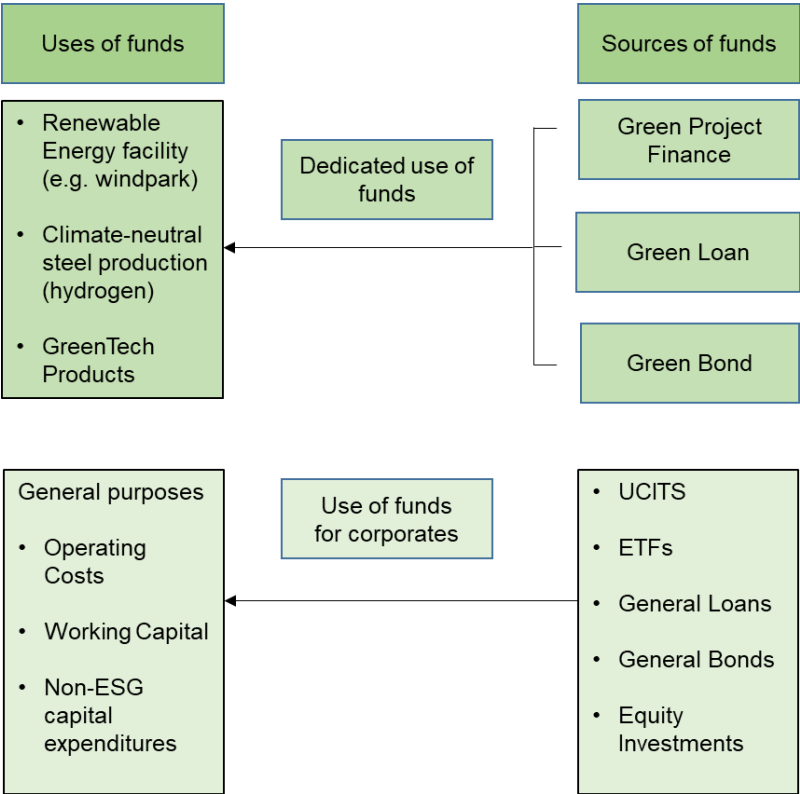 Uses of funds
Sources of funds
• Renewable
Energy facility
(e.g. windpark)
• Climate-neutral
steel production
(hydrogen)
• GreenTech
Products
Dedicated use of
funds
Green Project
Finance
Green Loan
Green Bond
General purposes
• Operating
Costs
• Working Capital
• Non-ESG
capital
expenditures
Use of funds
for corporates
• UCITS
• ETFs
• General Loans
• General Bonds
• Equity
Investments